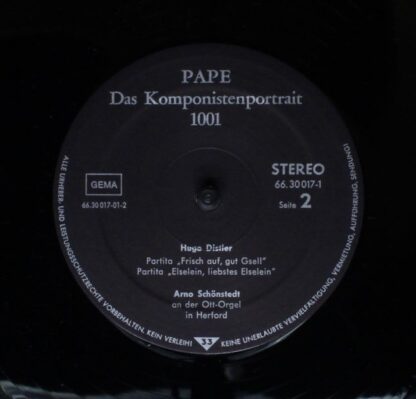 PAPE
Das Komponistenportrait
1001
GEMA
66.30 017-01-2
STEREO
66.30 017-1
Seite 2
Hugo Distler
Partita „Frisch auf, gut Gsell"
Partita „Elselein, liebstes Elselein"
Arno Schönstedt
an der Ott-Orgel
in Herford
ALLE URHEBER- UND LEISTUNGSSCHUTZRECHTE VORBEHALTEN. KEIN VERLEIH! KEINE UNERLAUBTE VERVIELFÄLTIGUNG, VERMIETUNG, AUFFÜHRUNG, SENDUNG!
33